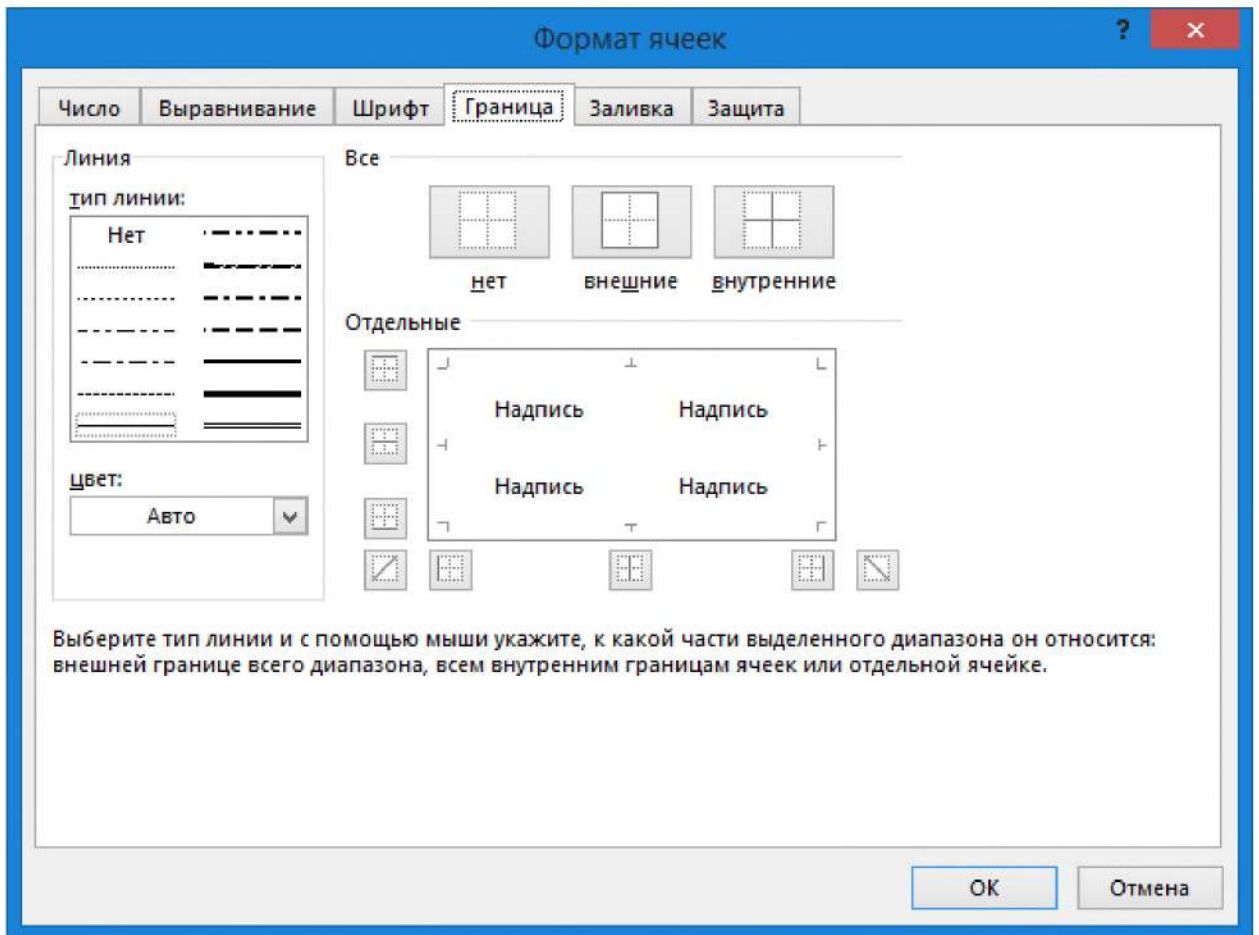 Формат ячеек
?
Число Выравнивание Шрифт Граница Заливка Защита
Линия
тип линии:
Нет
цвет:
Авто
Все
нет внешние внутренние
Отдельные
Надпись Надпись
Надпись Надпись
Выберите тип линии и с помощью мыши укажите, к какой части выделенного диапазона он относится:
внешней границе всего диапазона, всем внутренним границам ячеек или отдельной ячейке.
ОК Отмена